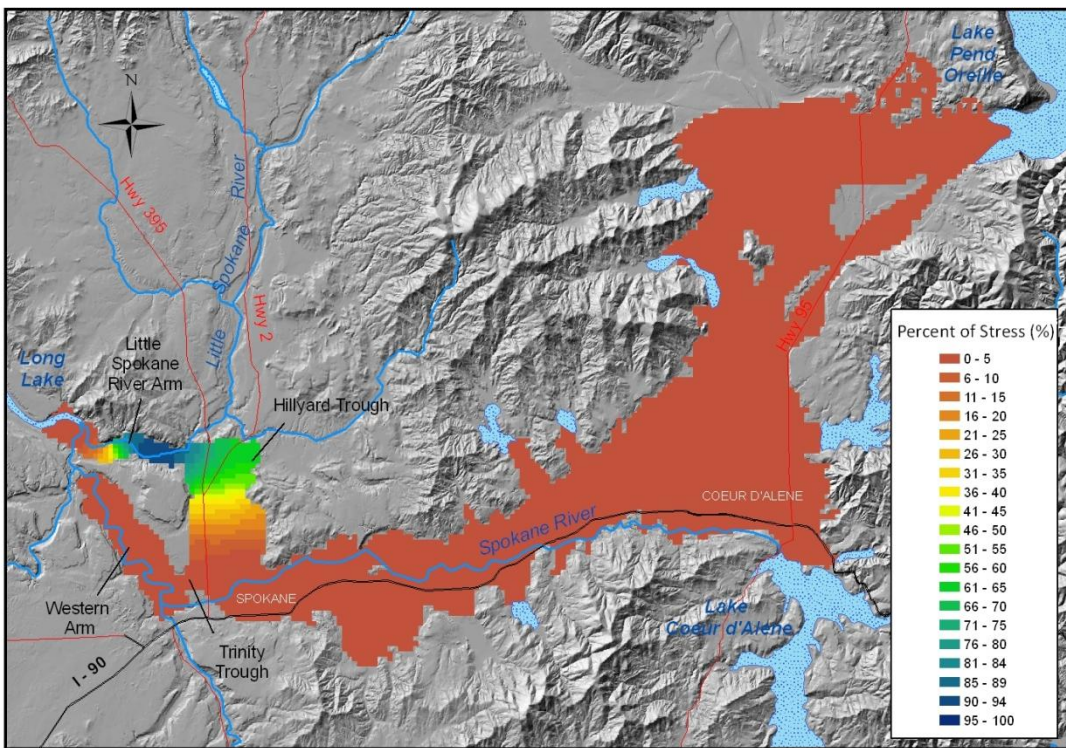 Lake
Pend
Oreille
N
Hwy 395
Spokane River
Little
Hwy 2
Hwy 95
Long
Lake
Little
Spokane
River Arm
Hillyard Trough
COEUR D'ALENE
Spokane River
SPOKANE
Western
Arm
Trinity
Trough
I - 90
Lake
Coeur d'Alene
Percent of Stress (%)
0 - 5
6 - 10
11 - 15
16 - 20
21 - 25
26 - 30
31 - 35
36 - 40
41 - 45
46 - 50
51 - 55
56 - 60
61 - 65
66 - 70
71 - 75
76 - 80
81 - 84
85 - 89
90 - 94
95 - 100